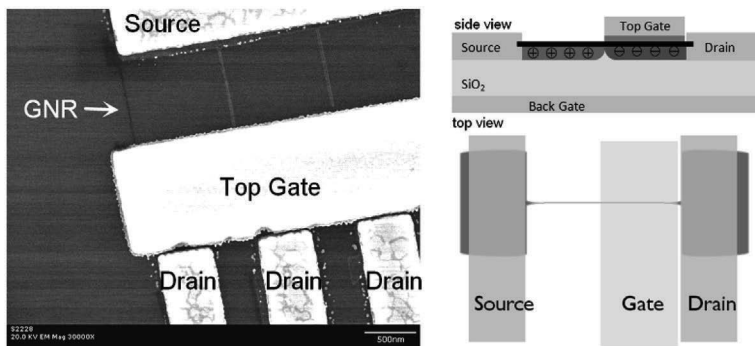 Source
GNR
Top Gate
Drain
Drain
Drain
S2228
20.0 KV EM Mag 30000X
500nm
side view
Top Gate
Source
Drain
SiO₂
Back Gate
top view
Source
Gate
Drain